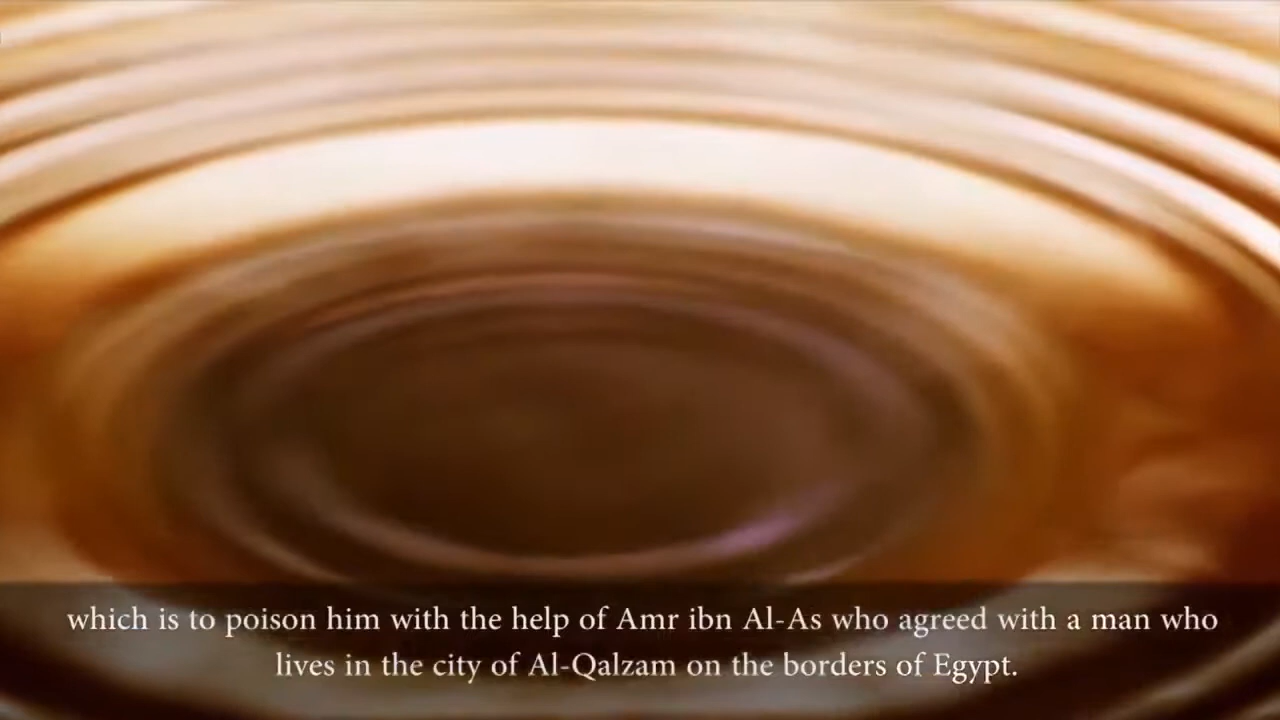 which is to poison him with the help of Amr ibn Al-As who agreed with a man who
lives in the city of Al-Qalzam on the borders of Egypt.